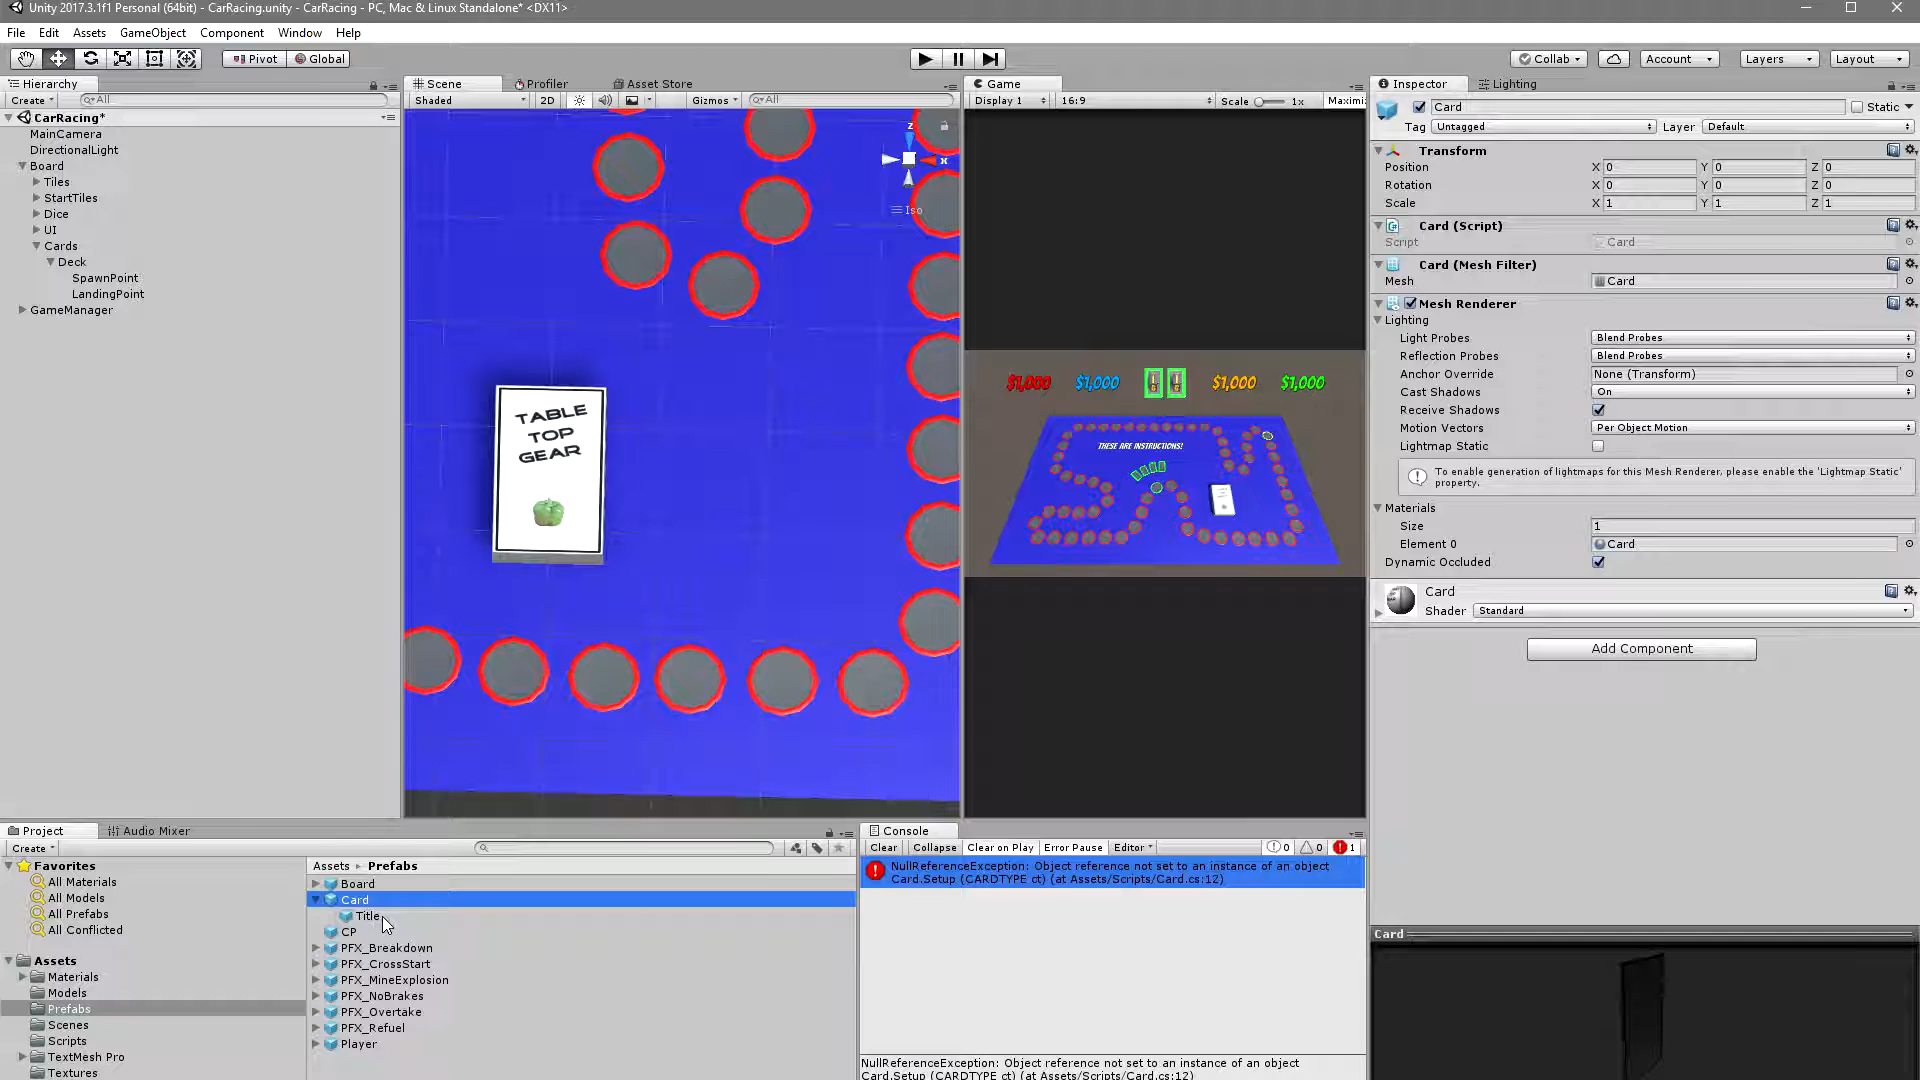 Unity 2017.3.1f1 Personal (64bit) - CarRacing.unity - CarRacing - PC, Mac & Linux Standalone* <DX11>
File Edit Assets GameObject Component Window Help
Pivot Global Collab Account Layers Layout
Hierarchy
Create All
CarRacing*
MainCamera
DirectionalLight
Board
Tiles
StartTiles
Dice
UI
Cards
Deck
SpawnPoint
LandingPoint
GameManager
Scene Profiler Asset Store
Shaded 2D Gizmos All
z
x
Iso
TABLE
TOP
GEAR
Game
Display 1 16:9 Scale 1x Maximi
$1,000 $1,000 $1,000 $1,000
THESE ARE INSTRUCTIONS!
Inspector Lighting
Card Static
Tag Untagged Layer Default
Transform
Position X 0 Y 0 Z 0
Rotation X 0 Y 0 Z 0
Scale X 1 Y 1 Z 1
Card (Script)
Script Card
Card (Mesh Filter)
Mesh Card
Mesh Renderer
Lighting
Light Probes Blend Probes
Reflection Probes Blend Probes
Anchor Override None (Transform)
Cast Shadows On
Receive Shadows
Motion Vectors Per Object Motion
Lightmap Static
To enable generation of lightmaps for this Mesh Renderer, please enable the 'Lightmap Static'
property.
Materials
Size 1
Element 0 Card
Dynamic Occluded
Card
Shader Standard
Add Component
Card
Project Audio Mixer
Create
Favorites
All Materials
All Models
All Prefabs
All Conflicted
Assets
Materials
Models
Prefabs
Scenes
Scripts
TextMesh Pro
Textures
Assets Prefabs
Board
Card
Title
CP
PFX_Breakdown
PFX_CrossStart
PFX_MineExplosion
PFX_NoBrakes
PFX_Overtake
PFX_Refuel
Player
Console
Clear Collapse Clear on Play Error Pause Editor 0 0 1
NullReferenceException: Object reference not set to an instance of an object
Card.Setup (CARDTYPE ct) (at Assets/Scripts/Card.cs:12)
NullReferenceException: Object reference not set to an instance of an object
Card.Setup (CARDTYPE ct) (at Assets/Scripts/Card.cs:12)